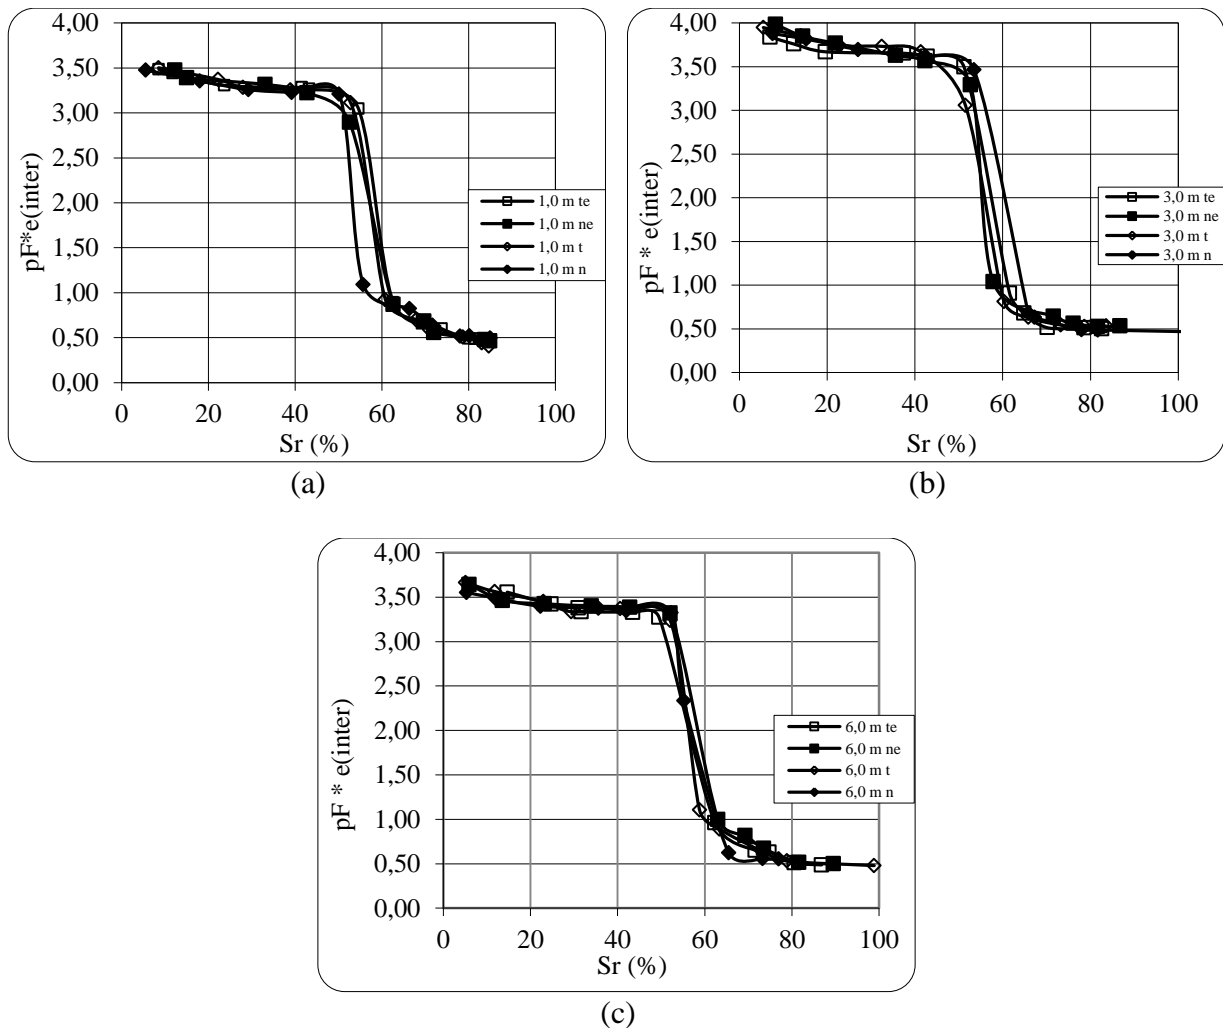 4,00
3,50
3,00
2,50
2,00
1,50
1,00
0,50
0,00
pF*e(inter)
0 20 40 60 80 100
Sr (%)
1,0 m te
1,0 m ne
1,0 m t
1,0 m n
(a)
4,00
3,50
3,00
2,50
2,00
1,50
1,00
0,50
0,00
pF * e(inter)
0 20 40 60 80 100
Sr (%)
3,0 m te
3,0 m ne
3,0 m t
3,0 m n
(b)
4,00
3,50
3,00
2,50
2,00
1,50
1,00
0,50
0,00
pF * e(inter)
0 20 40 60 80 100
Sr (%)
6,0 m te
6,0 m ne
6,0 m t
6,0 m n
(c)